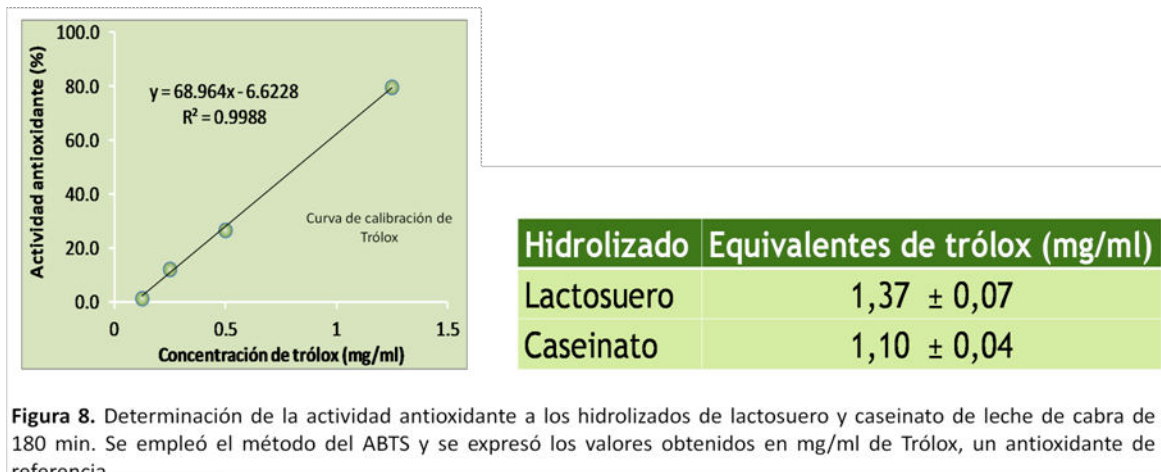 100.0
80.0
60.0
40.0
20.0
0.0
Actividad antioxidante (%)
y = 68.964x - 6.6228
R² = 0.9988
Curva de calibración de
Trólox
0 0.5 1 1.5
Concentración de trólox (mg/ml)
Hidrolizado Equivalentes de trólox (mg/ml)
Lactosuero 1,37 ± 0,07
Caseinato 1,10 ± 0,04
Figura 8. Determinación de la actividad antioxidante a los hidrolizados de lactosuero y caseinato de leche de cabra de
180 min. Se empleó el método del ABTS y se expresó los valores obtenidos en mg/ml de Trólox, un antioxidante de
referencia